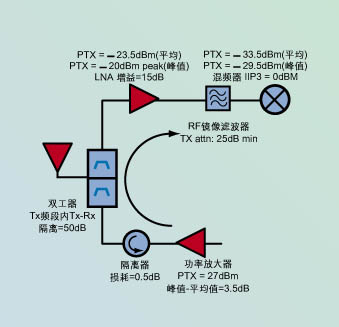 PTX = －23.5dBm(平均)
PTX = －20dBm peak(峰值)
LNA 增益=15dB
PTX = －33.5dBm(平均)
PTX = －29.5dBm(峰值)
混频器 IIP3 = 0dBM
RF镜像滤波器
TX attn: 25dB min
双工器
Tx频段内Tx-Rx
隔离=50dB
隔离器
损耗=0.5dB
功率放大器
PTX = 27dBm
峰值-平均值=3.5dB